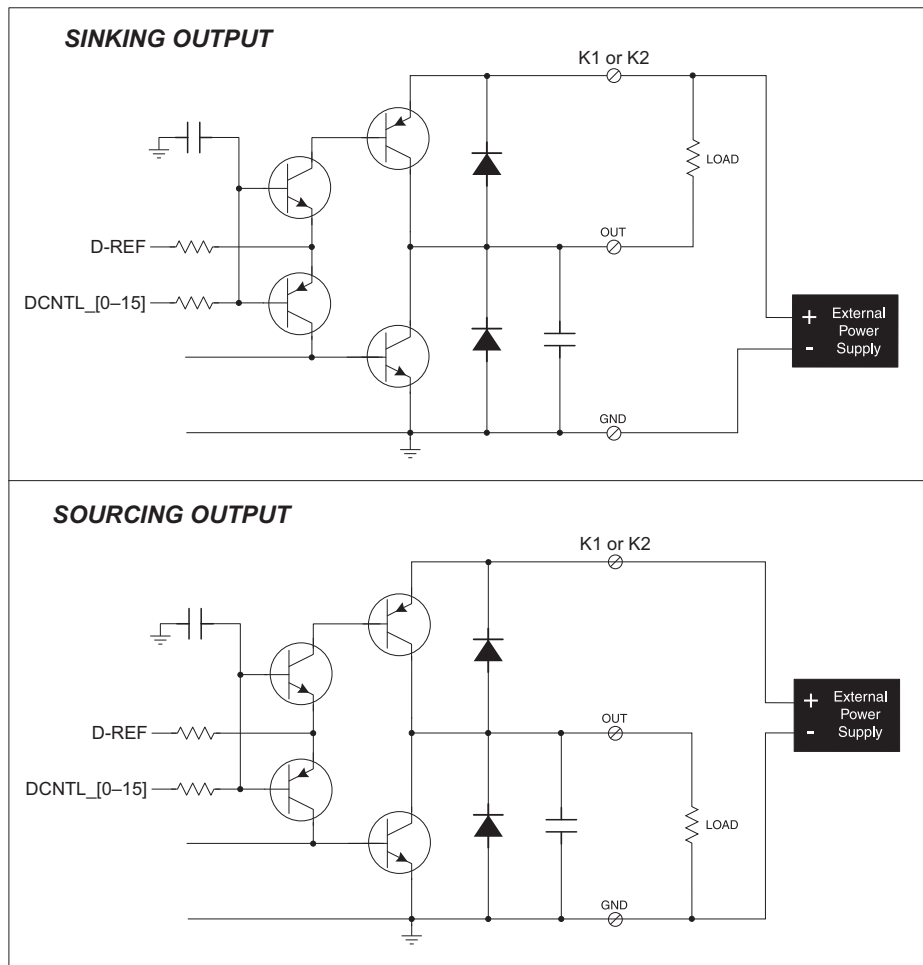 SINKING OUTPUT
K1 or K2
LOAD
D-REF
OUT
DCNTL_[0–15]
+ External
Power
- Supply
GND
SOURCING OUTPUT
K1 or K2
+ External
Power
- Supply
D-REF
OUT
DCNTL_[0–15]
LOAD
GND